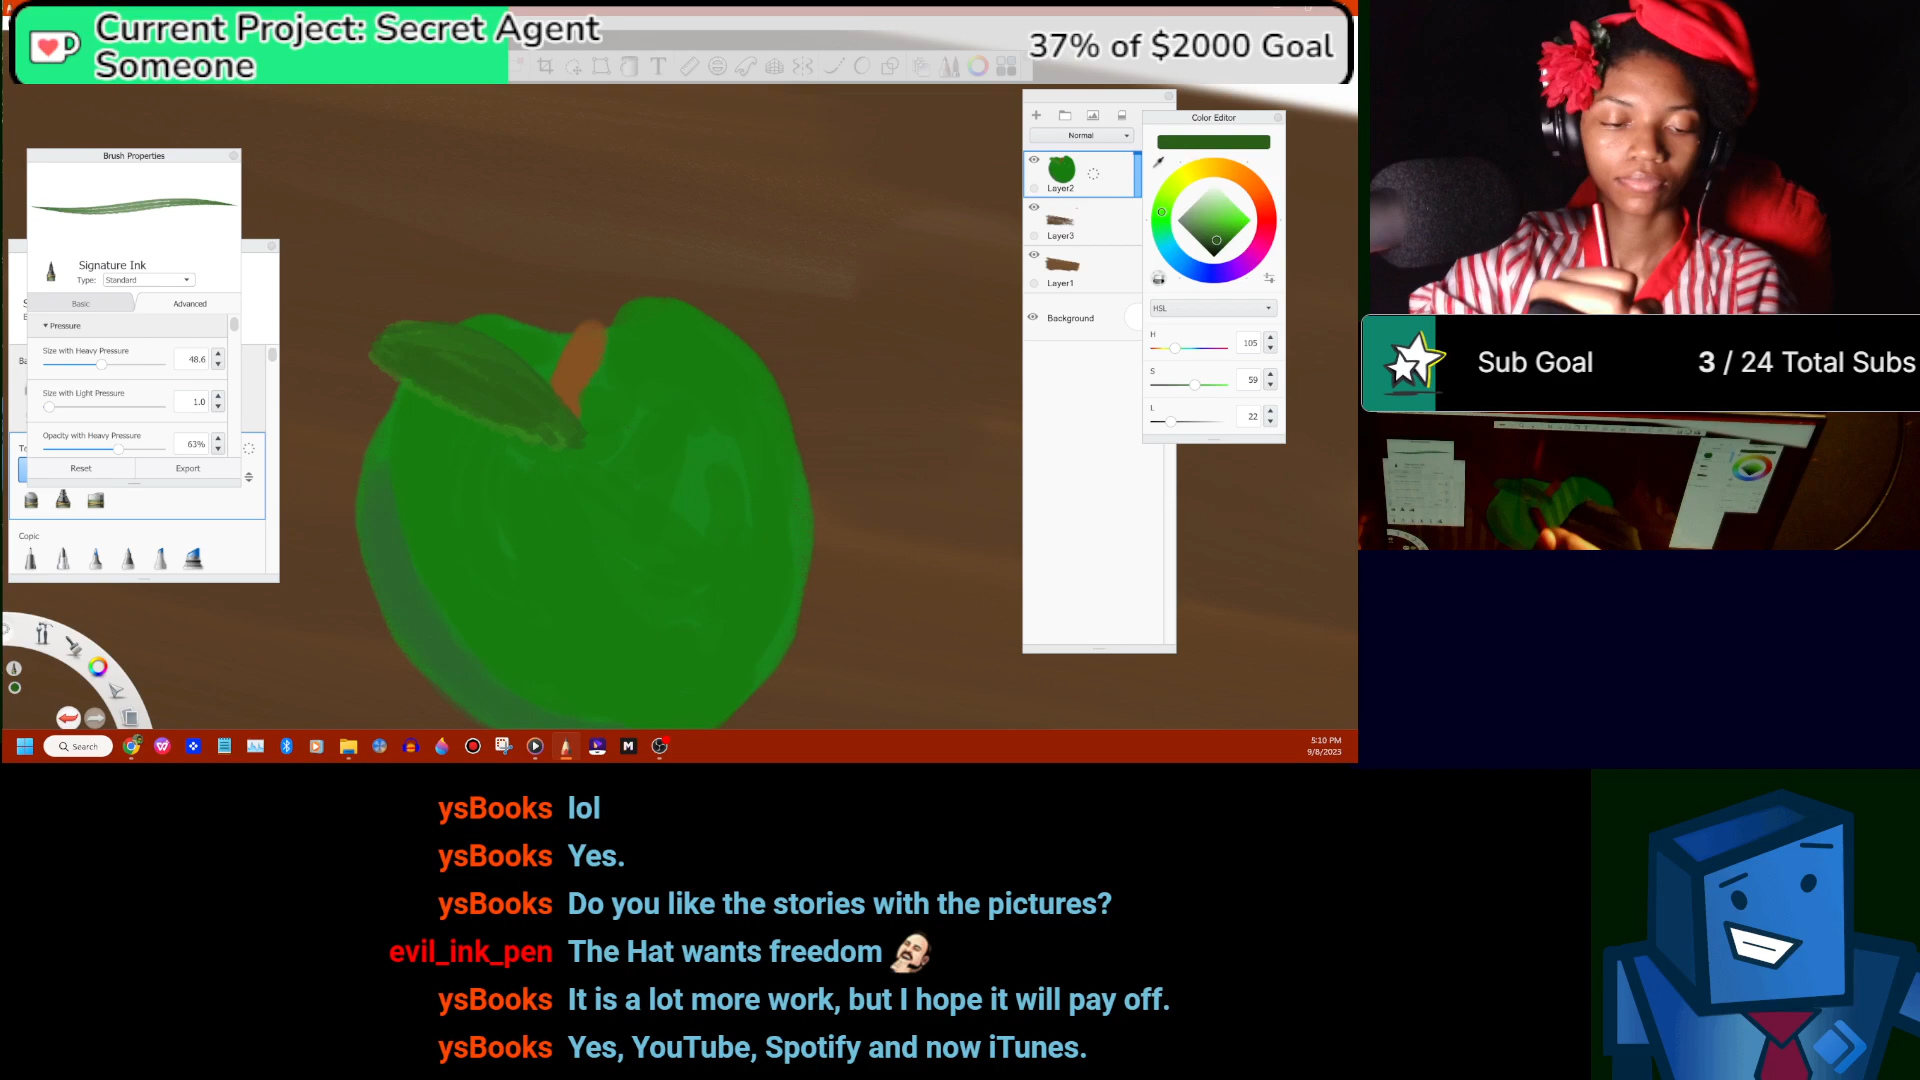 Current Project: Secret Agent
Someone
37% of $2000 Goal
Brush Properties
Signature Ink
Type: Standard
Basic
Advanced
Pressure
Size with Heavy Pressure
48.6
Size with Light Pressure
1.0
Opacity with Heavy Pressure
63%
Reset
Export
Copic
Normal
Layer2
Layer3
Layer1
Background
Color Editor
HSL
H
105
S
59
L
22
Sub Goal
3 / 24 Total Subs
Search
5:10 PM
9/8/2023
ysBooks lol
ysBooks Yes.
ysBooks Do you like the stories with the pictures?
evil_ink_pen The Hat wants freedom
ysBooks It is a lot more work, but I hope it will pay off.
ysBooks Yes, YouTube, Spotify and now iTunes.